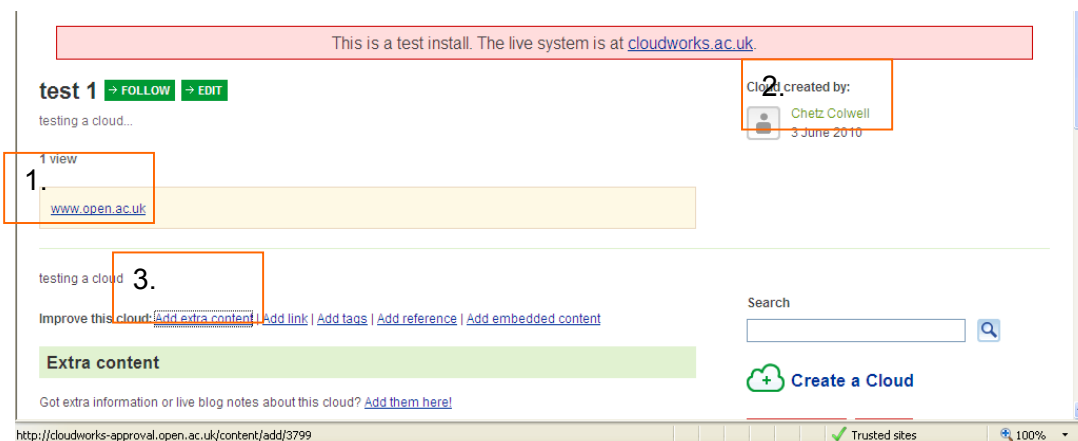 This is a test install. The live system is at cloudworks.ac.uk.
test 1 → FOLLOW → EDIT
testing a cloud...
1 view
1.
www.open.ac.uk
2.
Cloud created by:
Chetz Colwell
3 June 2010
testing a cloud
3.
Improve this cloud: Add extra content | Add link | Add tags | Add reference | Add embedded content
Extra content
Got extra information or live blog notes about this cloud? Add them here!
Search
Create a Cloud
http://cloudworks-approval.open.ac.uk/content/add/3799
Trusted sites
100%